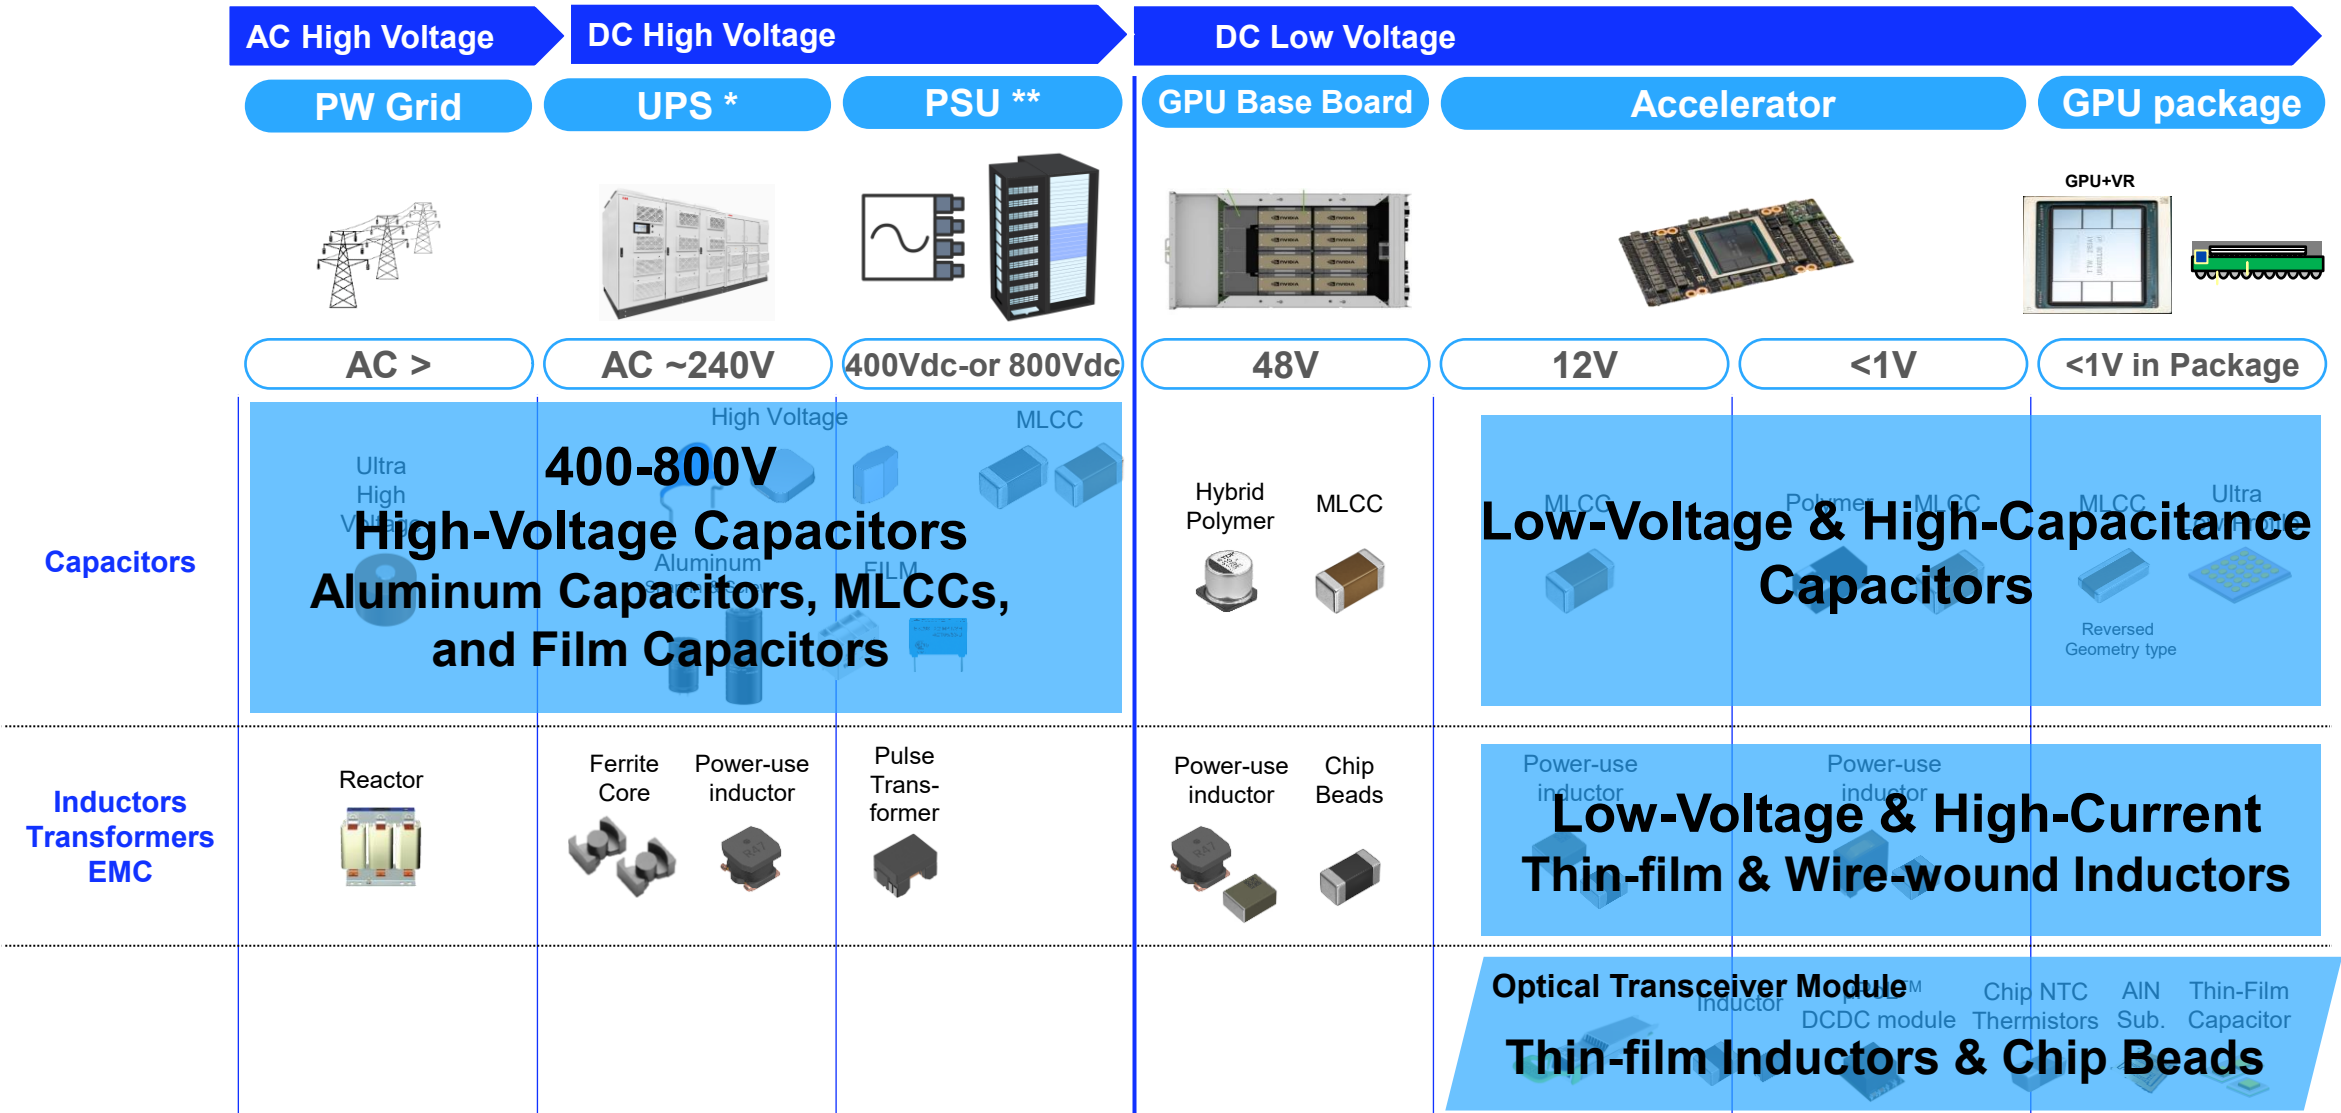 AC High Voltage
DC High Voltage
DC Low Voltage
PW Grid
UPS *
PSU **
GPU Base Board
Accelerator
GPU package
GPU+VR
AC >
AC ~240V
400Vdc-or 800Vdc
48V
12V
<1V
<1V in Package
Capacitors
High Voltage
MLCC
Ultra
High
Voltage
Aluminum
FILM
400-800V
High-Voltage Capacitors
Aluminum Capacitors, MLCCs,
and Film Capacitors
Hybrid
Polymer
MLCC
MLCC
Polymer
MLCC
MLCC
Ultra
Low Profile
Reversed
Geometry type
Low-Voltage & High-Capacitance
Capacitors
Inductors
Transformers
EMC
Reactor
Ferrite
Core
Power-use
inductor
Pulse
Trans-
former
Power-use
inductor
Chip
Beads
Power-use
inductor
Power-use
inductor
Low-Voltage & High-Current
Thin-film & Wire-wound Inductors
Optical Transceiver Module
Inductor
µPOL™
DCDC module
Chip NTC
Thermistors
AlN
Sub.
Thin-Film
Capacitor
Thin-film Inductors & Chip Beads